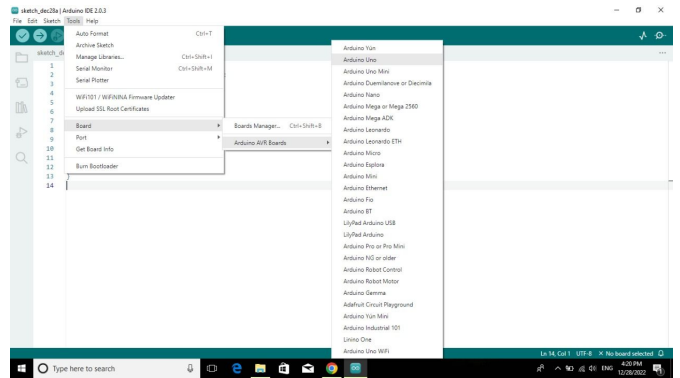 sketch_dec28a | Arduino IDE 2.0.3
File Edit Sketch Tools Help
sketch_de
1
2
3
4
5
6
7
8
9
10
11
12
13 }
14
Auto Format Ctrl+T
Archive Sketch
Manage Libraries... Ctrl+Shift+I
Serial Monitor Ctrl+Shift+M
Serial Plotter
WiFi101 / WiFiNINA Firmware Updater
Upload SSL Root Certificates
Board
Port
Get Board Info
Burn Bootloader
Boards Manager... Ctrl+Shift+B
Arduino AVR Boards
Arduino Yún
Arduino Uno
Arduino Uno Mini
Arduino Duemilanove or Diecimila
Arduino Nano
Arduino Mega or Mega 2560
Arduino Mega ADK
Arduino Leonardo
Arduino Leonardo ETH
Arduino Micro
Arduino Esplora
Arduino Mini
Arduino Ethernet
Arduino Fio
Arduino BT
LilyPad Arduino USB
LilyPad Arduino
Arduino Pro or Pro Mini
Arduino NG or older
Arduino Robot Control
Arduino Robot Motor
Arduino Gemma
Adafruit Circuit Playground
Arduino Yún Mini
Arduino Industrial 101
Linino One
Arduino Uno WiFi
Ln 14, Col 1 UTF-8 × No board selected
Type here to search
ENG
4:20 PM
12/28/2022